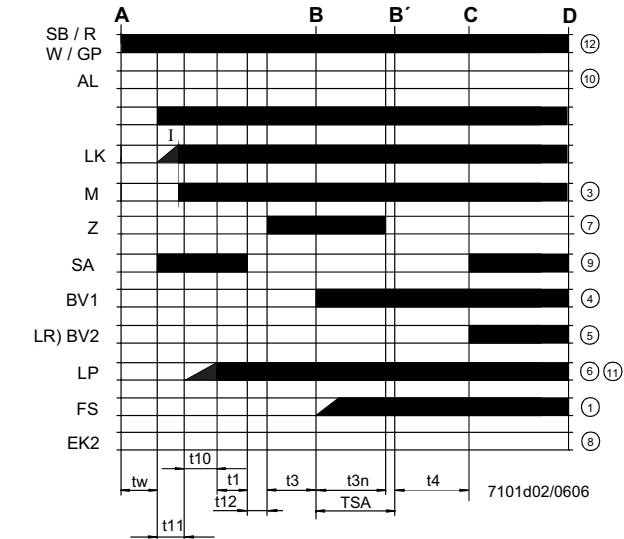 A B B´ C D
SB / R
W / GP ⑫
AL ⑩
I
LK
M ③
Z ⑦
SA ⑨
BV1 ④
LR) BV2 ⑤
LP ⑥ ⑪
FS ①
EK2 ⑧
t10
tw t1 t3 t3n t4 7101d02/0606
t12 TSA
t11